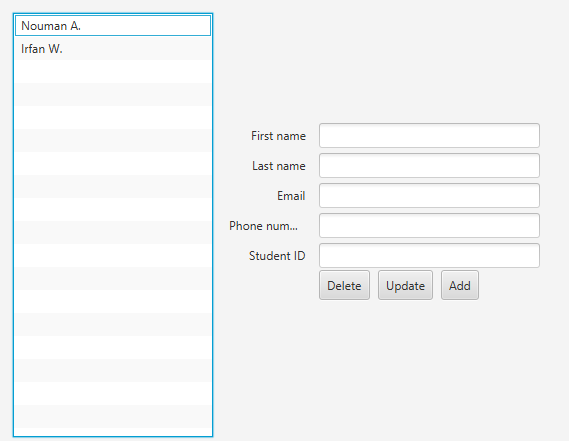 Nouman A.
Irfan W.
First name
Last name
Email
Phone num...
Student ID
Delete Update Add